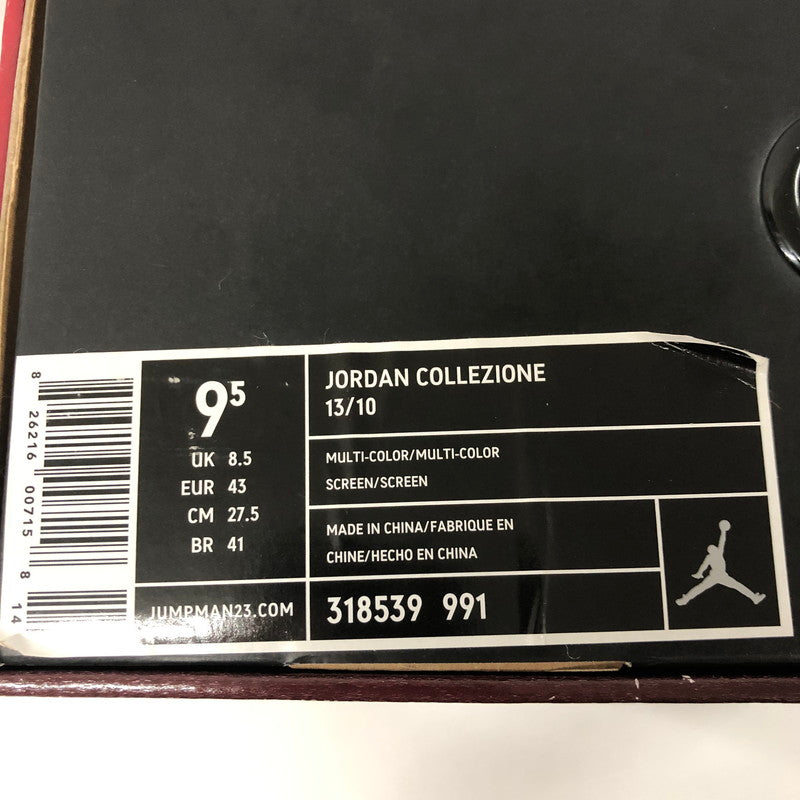 8 26216 00715 8 14
9⁵
UK 8.5
EUR 43
CM 27.5
BR 41
JUMPMAN23.COM
JORDAN COLLEZIONE
13/10
MULTI-COLOR/MULTI-COLOR
SCREEN/SCREEN
MADE IN CHINA/FABRIQUE EN
CHINE/HECHO EN CHINA
318539 991